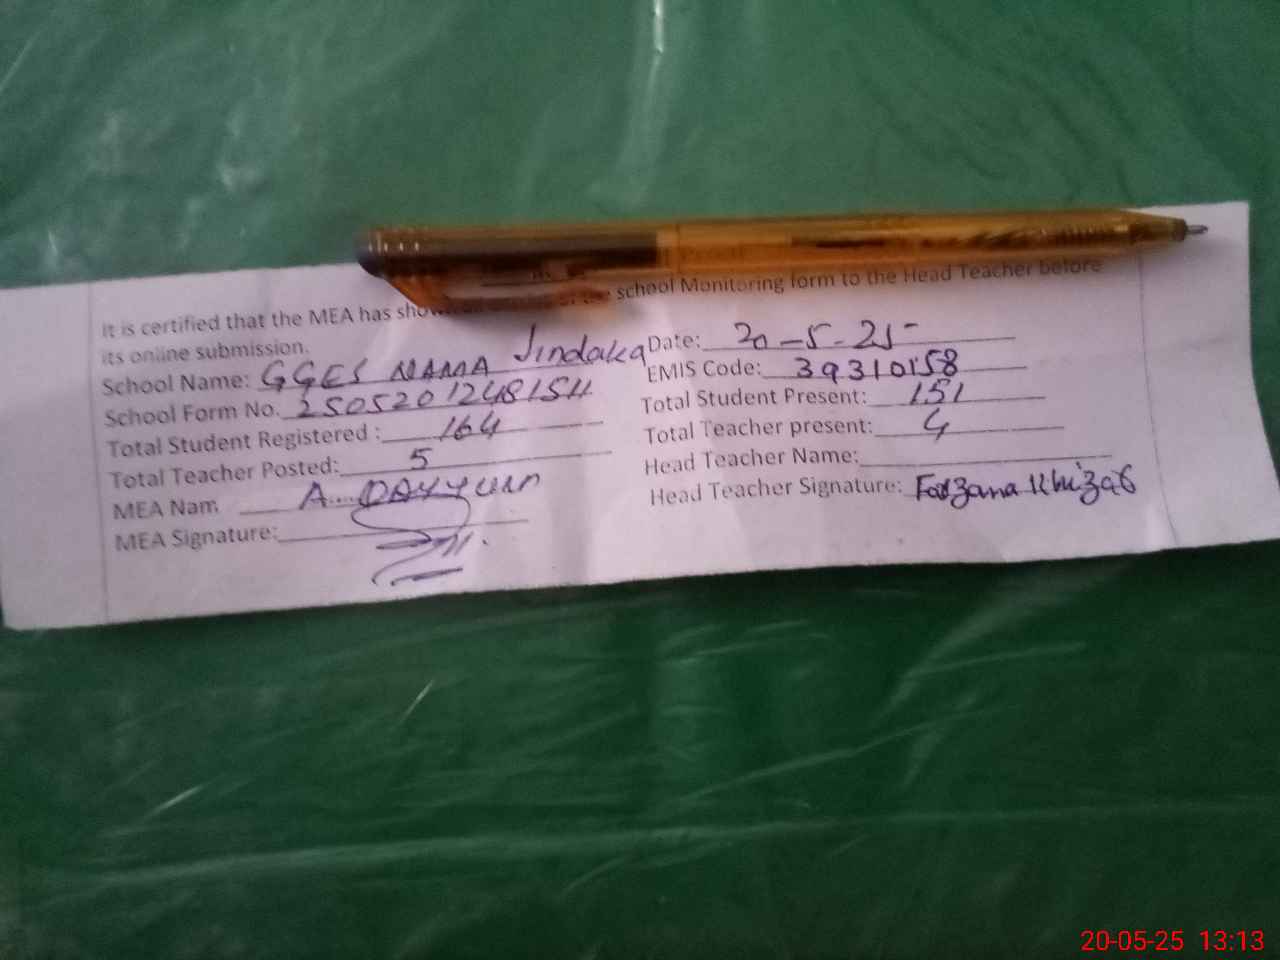 It is certified that the MEA has school Monitoring form to the Head Teacher before
its online submission.
School Name: GGES NAMA Jindaka
Date: 20-5-25
School Form No. 250520124815411
EMIS Code: 39310158
Total Student Registered : 164
Total Student Present: 151
Total Teacher Posted: 5
Total Teacher present: 4
MEA Nam A. QAYYUM
Head Teacher Name:
MEA Signature:
Head Teacher Signature: Farzana
20-05-25 13:13